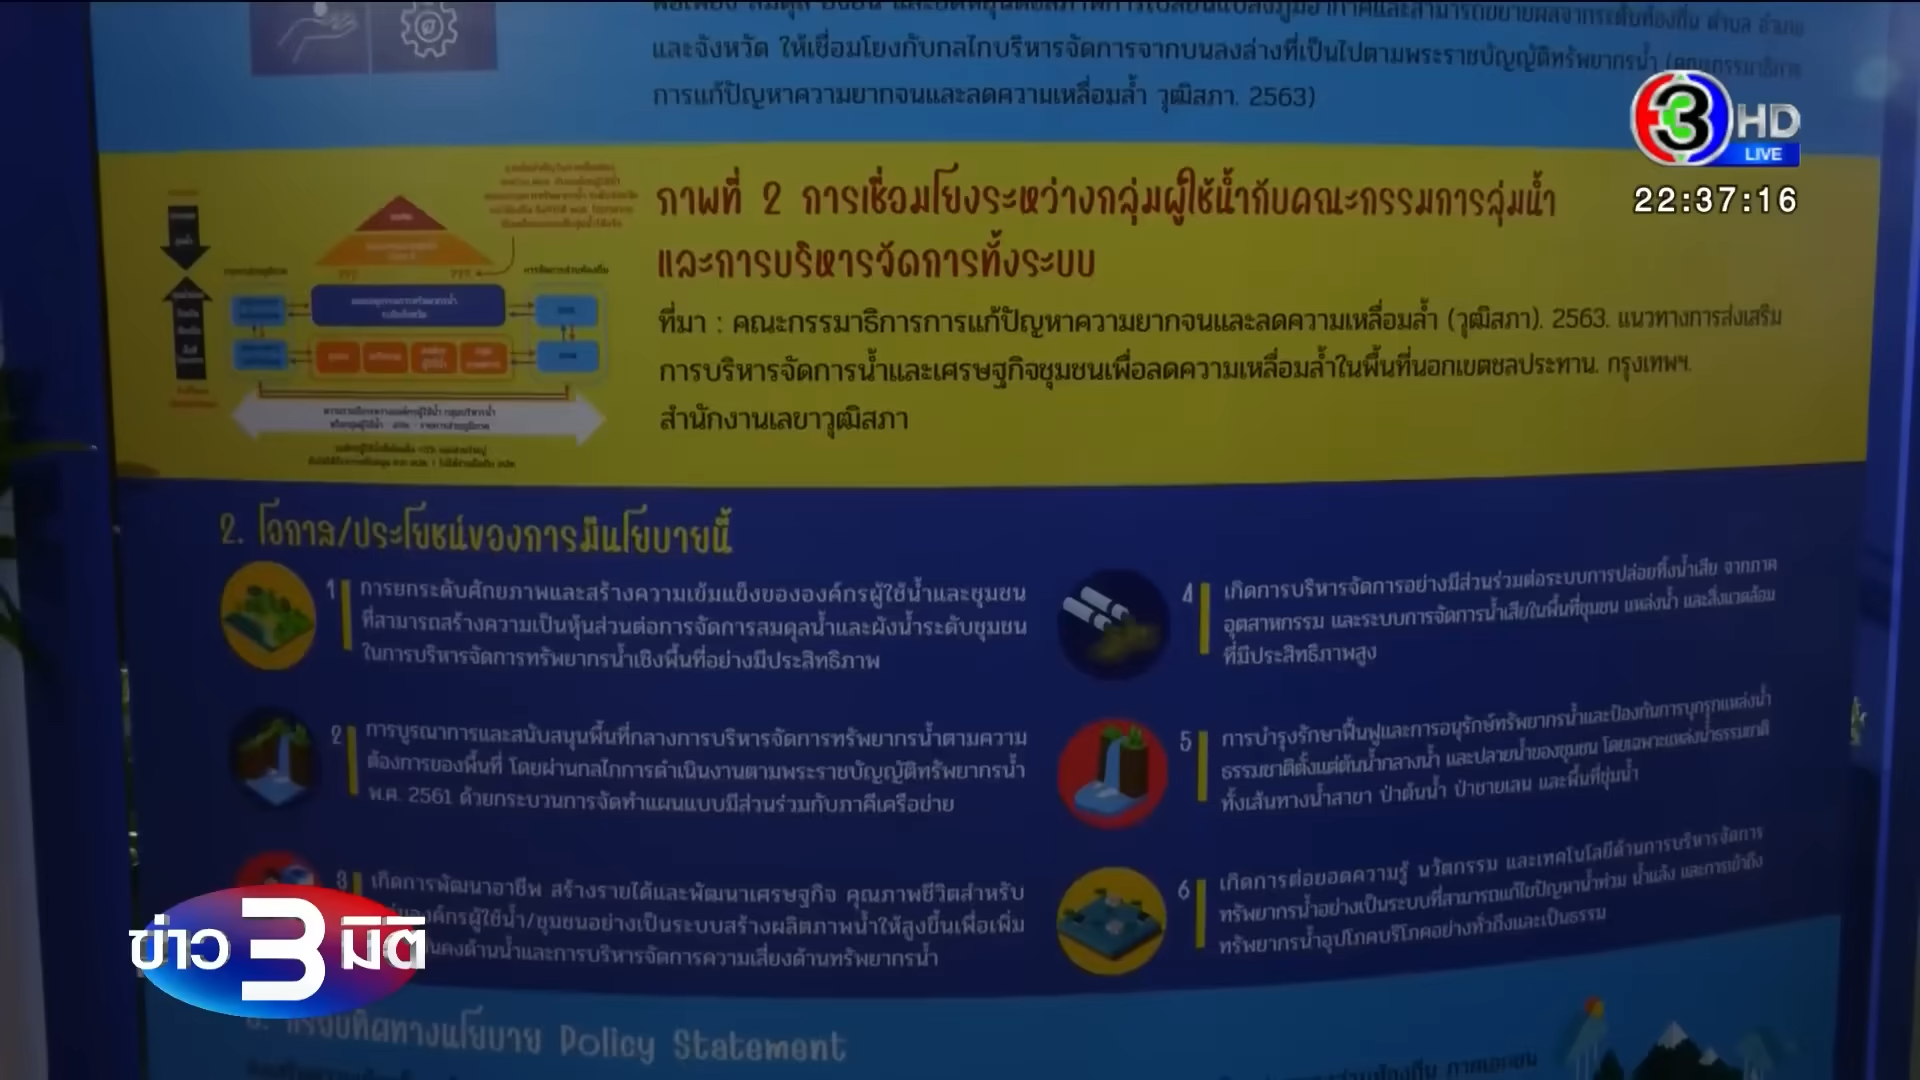 และจังหวัด ให้เชื่อมโยงกับกลไกบริหารจัดการจากบนลงล่างที่เป็นไปตามพระราชบัญญัติทรัพยากรน้ำ (คณะกรรมาธิการ
การแก้ปัญหาความยากจนและลดความเหลื่อมล้ำ วุฒิสภา. 2563)
3 HD
LIVE
22:37:16
ภาพที่ 2 การเชื่อมโยงระหว่างกลุ่มผู้ใช้น้ำกับคณะกรรมการลุ่มน้ำ
และการบริหารจัดการทั้งระบบ
ที่มา : คณะกรรมาธิการการแก้ปัญหาความยากจนและลดความเหลื่อมล้ำ (วุฒิสภา). 2563. แนวทางการส่งเสริม
การบริหารจัดการน้ำและเศรษฐกิจชุมชนเพื่อลดความเหลื่อมล้ำในพื้นที่นอกเขตชลประทาน. กรุงเทพฯ.
สำนักงานเลขาวุฒิสภา
2. โอกาส/ประโยชน์ของการมีนโยบายนี้
1 การยกระดับศักยภาพและสร้างความเข้มแข็งขององค์กรผู้ใช้น้ำและชุมชน
ที่สามารถสร้างความเป็นหุ้นส่วนต่อการจัดการสมดุลน้ำและผังน้ำระดับชุมชน
ในการบริหารจัดการทรัพยากรน้ำเชิงพื้นที่อย่างมีประสิทธิภาพ
2 การบูรณาการและสนับสนุนพื้นที่กลางการบริหารจัดการทรัพยากรน้ำตามความ
ต้องการของพื้นที่ โดยผ่านกลไกการดำเนินงานตามพระราชบัญญัติทรัพยากรน้ำ
พ.ศ. 2561 ด้วยกระบวนการจัดทำแผนแบบมีส่วนร่วมกับภาคีเครือข่าย
3 เกิดการพัฒนาอาชีพ สร้างรายได้และพัฒนาเศรษฐกิจ คุณภาพชีวิตสำหรับ
องค์กรผู้ใช้น้ำ/ชุมชนอย่างเป็นระบบสร้างผลิตภาพน้ำให้สูงขึ้นเพื่อเพิ่ม
นคงด้านน้ำและการบริหารจัดการความเสี่ยงด้านทรัพยากรน้ำ
4 เกิดการบริหารจัดการอย่างมีส่วนร่วมต่อระบบการปล่อยทิ้งน้ำเสีย จากภาค
อุตสาหกรรม และระบบการจัดการน้ำเสียในพื้นที่ชุมชน แหล่งน้ำ และสิ่งแวดล้อม
ที่มีประสิทธิภาพสูง
5 การบำรุงรักษาฟื้นฟูและการอนุรักษ์ทรัพยากรน้ำและป้องกันการบุกรุกแหล่งน้ำ
ธรรมชาติตั้งแต่ต้นน้ำกลางน้ำ และปลายน้ำของชุมชน โดยเฉพาะแหล่งน้ำธรรมชาติ
ทั้งเส้นทางน้ำสาขา ป่าต้นน้ำ ป่าชายเลน และพื้นที่ชุ่มน้ำ
6 เกิดการต่อยอดความรู้ นวัตกรรม และเทคโนโลยีด้านการบริหารจัดการ
ทรัพยากรน้ำอย่างเป็นระบบที่สามารถแก้ไขปัญหาน้ำท่วม น้ำแล้ง และการเข้าถึง
ทรัพยากรน้ำอุปโภคบริโภคอย่างทั่วถึงและเป็นธรรม
ข่าว 3 มิติ
ทิศทางนโยบาย Policy Statement